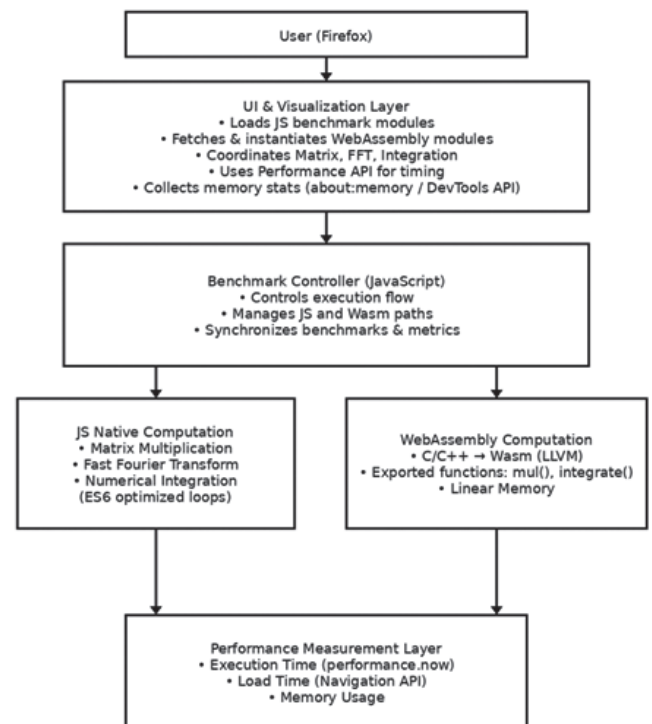 User (Firefox)
UI & Visualization Layer
• Loads JS benchmark modules
• Fetches & instantiates WebAssembly modules
• Coordinates Matrix, FFT, Integration
• Uses Performance API for timing
• Collects memory stats (about:memory / DevTools API)
Benchmark Controller (JavaScript)
• Controls execution flow
• Manages JS and Wasm paths
• Synchronizes benchmarks & metrics
JS Native Computation
• Matrix Multiplication
• Fast Fourier Transform
• Numerical Integration
(ES6 optimized loops)
WebAssembly Computation
• C/C++ → Wasm (LLVM)
• Exported functions: mul(), integrate()
• Linear Memory
Performance Measurement Layer
• Execution Time (performance.now)
• Load Time (Navigation API)
• Memory Usage